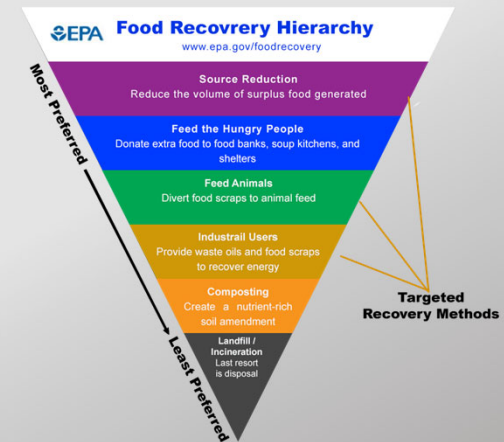 EPA Food Recovrery Hierarchy
www.epa.gov/foodrecovery
Source Reduction
Reduce the volume of surplus food generated
Feed the Hungry People
Donate extra food to food banks, soup kitchens, and
shelters
Feed Animals
Divert food scraps to animal feed
Industrail Users
Provide waste oils and food scraps
to recover energy
Composting
Create a nutrient-rich
soil amendment
Landfill /
Incineration
Last resort
is disposal
Most Preferred
Least Preferred
Targeted
Recovery Methods